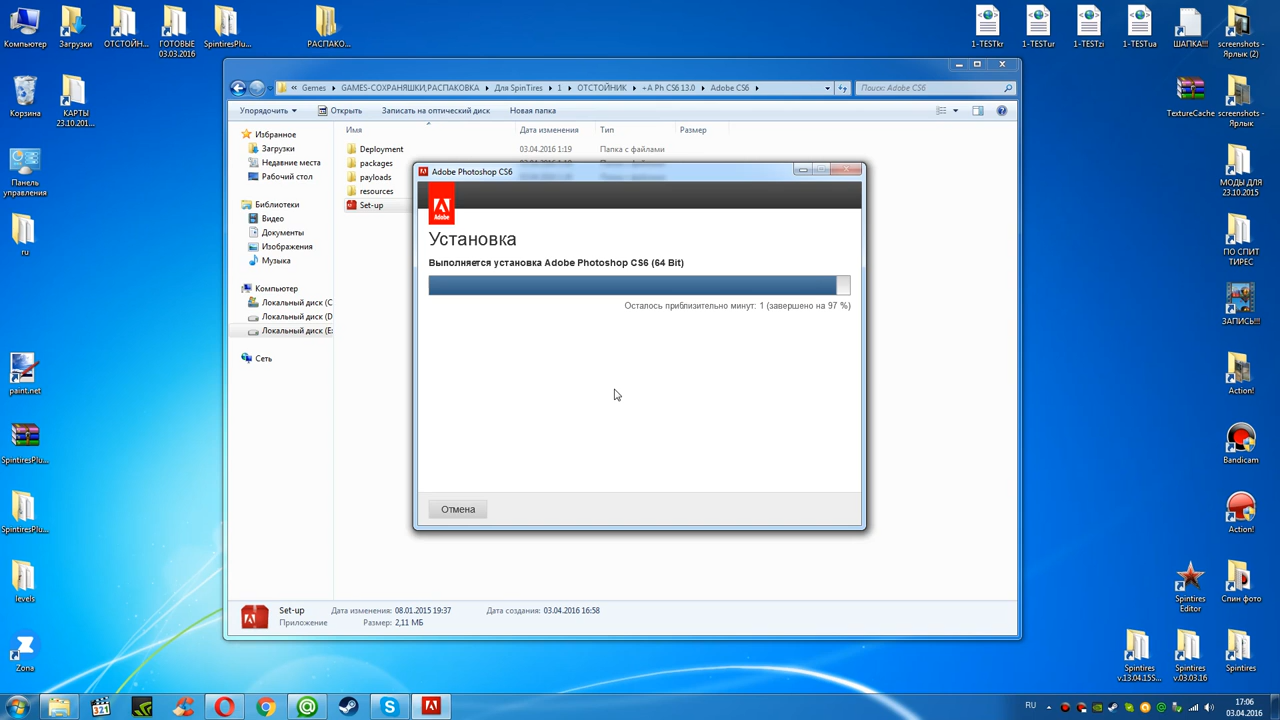 Компьютер
Загрузки
ОТСТОЙН...
ГОТОВЫЕ
03.03.2016
SpintiresPlu...
РАСПАКО...
1-TESTkr
1-TESTur
1-TESTzi
1-TESTua
ШАПКА!!!
screenshots -
Ярлык (2)
Корзина
КАРТЫ
23.10.201...
Панель
управления
ru
paint.net
SpintiresPlu...
SpintiresPlu...
levels
Zona
TextureCache
screenshots -
Ярлык
МОДЫ ДЛЯ
23.10.2015
ПО СПИТ
ТИРЕС
ЗАПИСЬ!!!
Action!
Bandicam
Action!
Spintires
Editor
Спин фото
Spintires
v.13.04.15S...
Spintires
v.03.03.16
Spintires
« Gemes ▸ GAMES-СОХРАНЯШКИ,РАСПАКОВКА ▸ Для SpinTires ▸ 1 ▸ ОТСТОЙНИК ▸ +A Ph CS6 13.0 ▸ Adobe CS6 ▸
Поиск: Adobe CS6
Упорядочить
Открыть
Записать на оптический диск
Новая папка
Избранное
Загрузки
Недавние места
Рабочий стол
Библиотеки
Видео
Документы
Изображения
Музыка
Компьютер
Локальный диск (C
Локальный диск (D
Локальный диск (E:
Сеть
Имя
Дата изменения
Тип
Размер
Deployment
03.04.2016 1:19
Папка с файлами
packages
payloads
resources
Set-up
Adobe Photoshop CS6
Adobe
Установка
Выполняется установка Adobe Photoshop CS6 (64 Bit)
Осталось приблизительно минут: 1 (завершено на 97 %)
Отмена
Set-up
Дата изменения: 08.01.2015 19:37
Дата создания: 03.04.2016 16:58
Приложение
Размер: 2,11 МБ
321
RU
17:06
03.04.2016